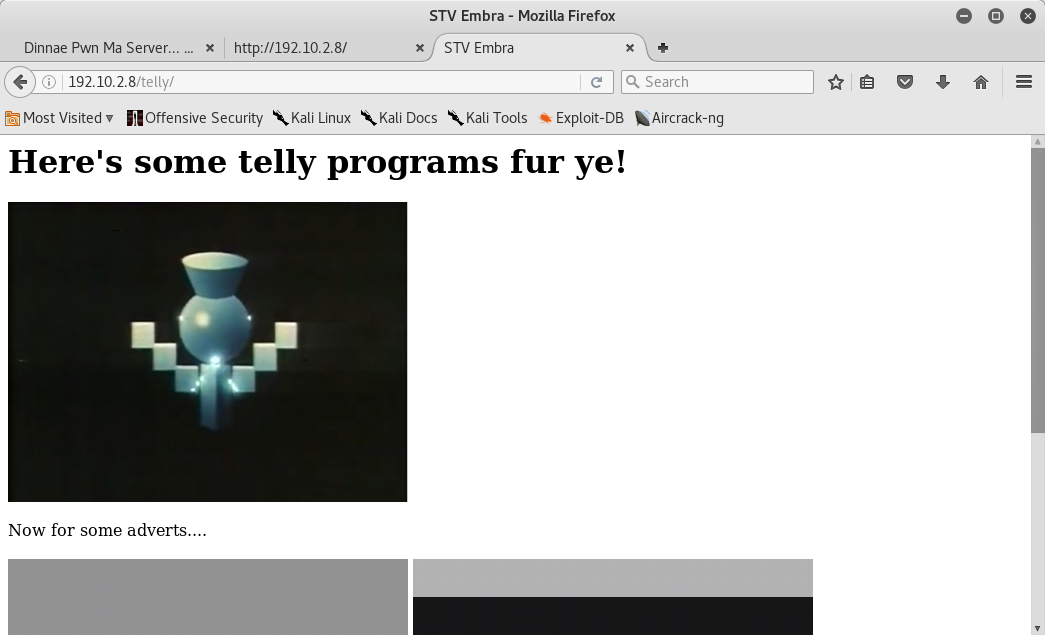 STV Embra - Mozilla Firefox
Dinnae Pwn Ma Server... ...
http://192.10.2.8/
STV Embra
192.10.2.8/telly/
Search
Most Visited
Offensive Security
Kali Linux
Kali Docs
Kali Tools
Exploit-DB
Aircrack-ng
Here's some telly programs fur ye!
Now for some adverts....